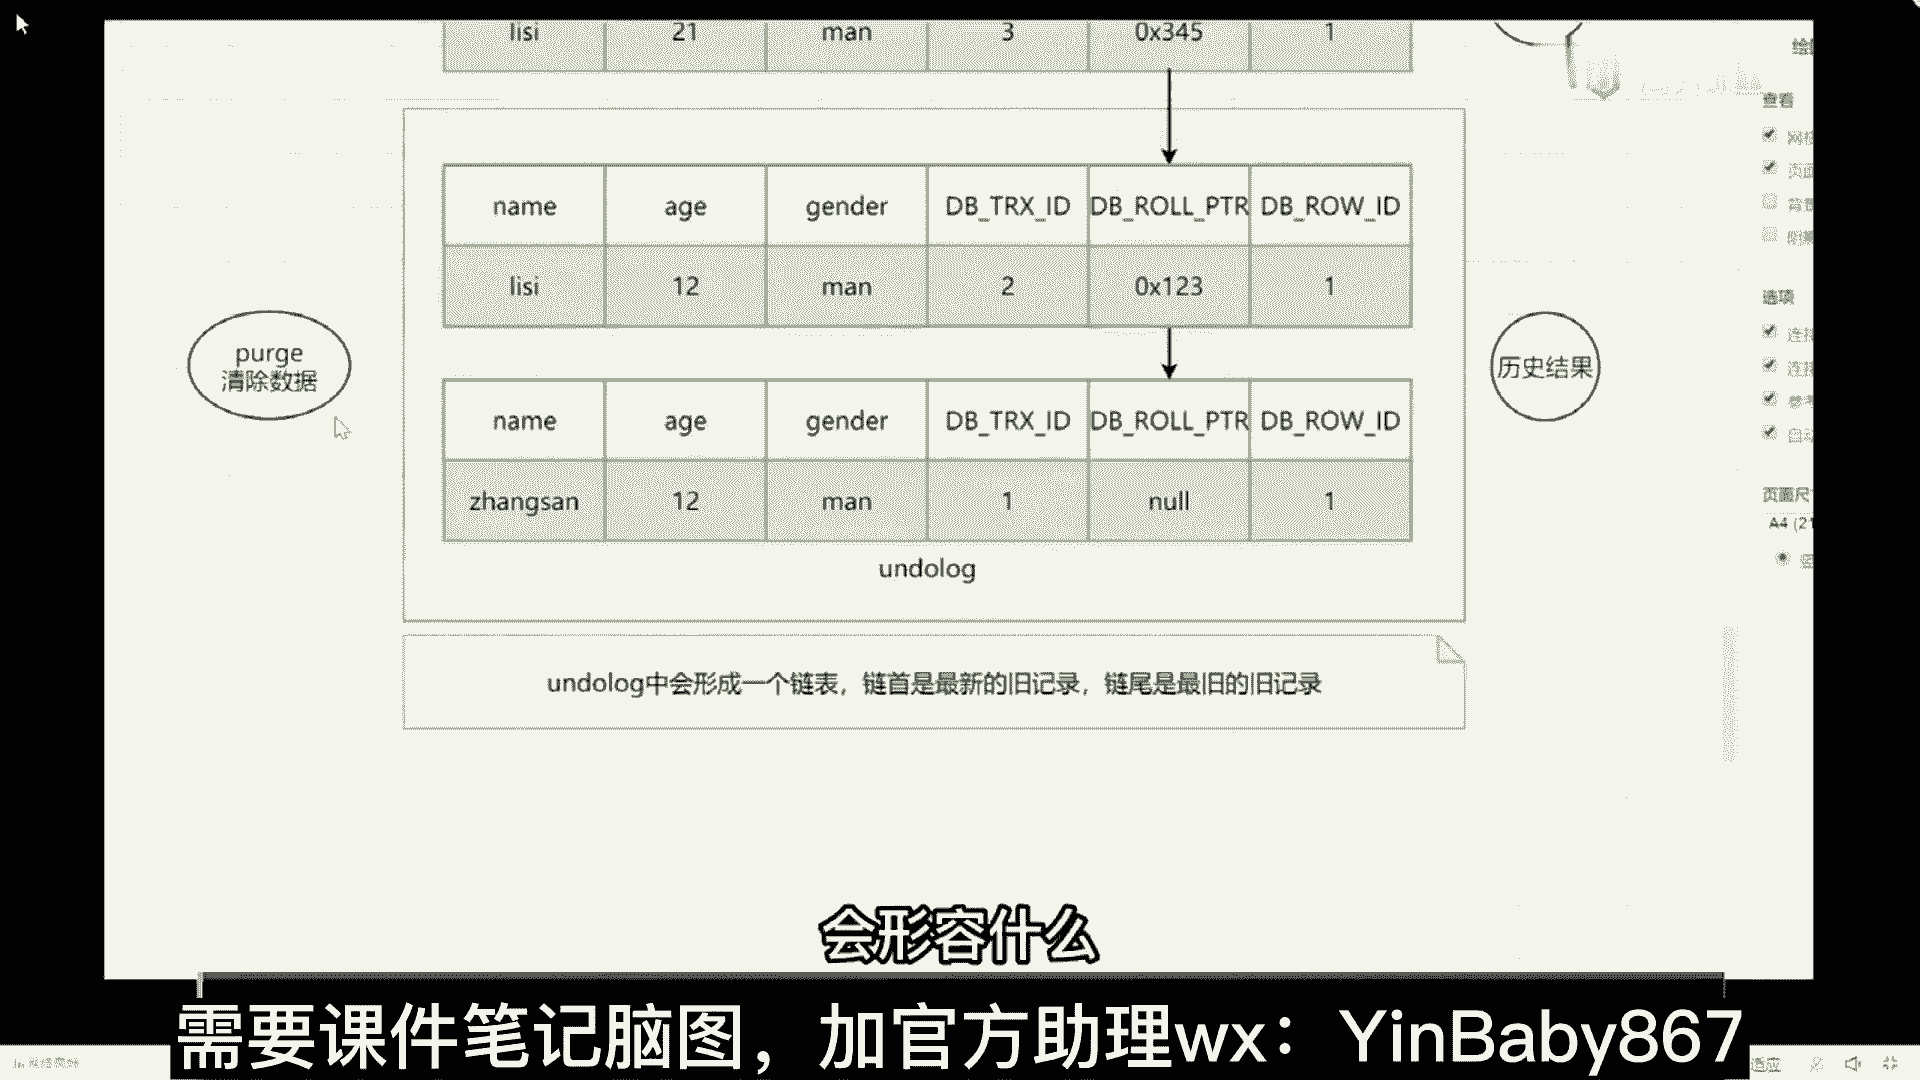 lisi 21 man 3 0x345 1
查看
name age gender DB_TRX_ID DB_ROLL_PTR DB_ROW_ID
lisi 12 man 2 0x123 1
选项
purge
清除数据
历史结果
name age gender DB_TRX_ID DB_ROLL_PTR DB_ROW_ID
zhangsan 12 man 1 null 1
A4 (21
undolog
undolog中会形成一个链表，链首是最新的旧记录，链尾是最旧的旧记录
会形容什么
需要课件笔记脑图，加官方助理wx：YinBaby867
适应